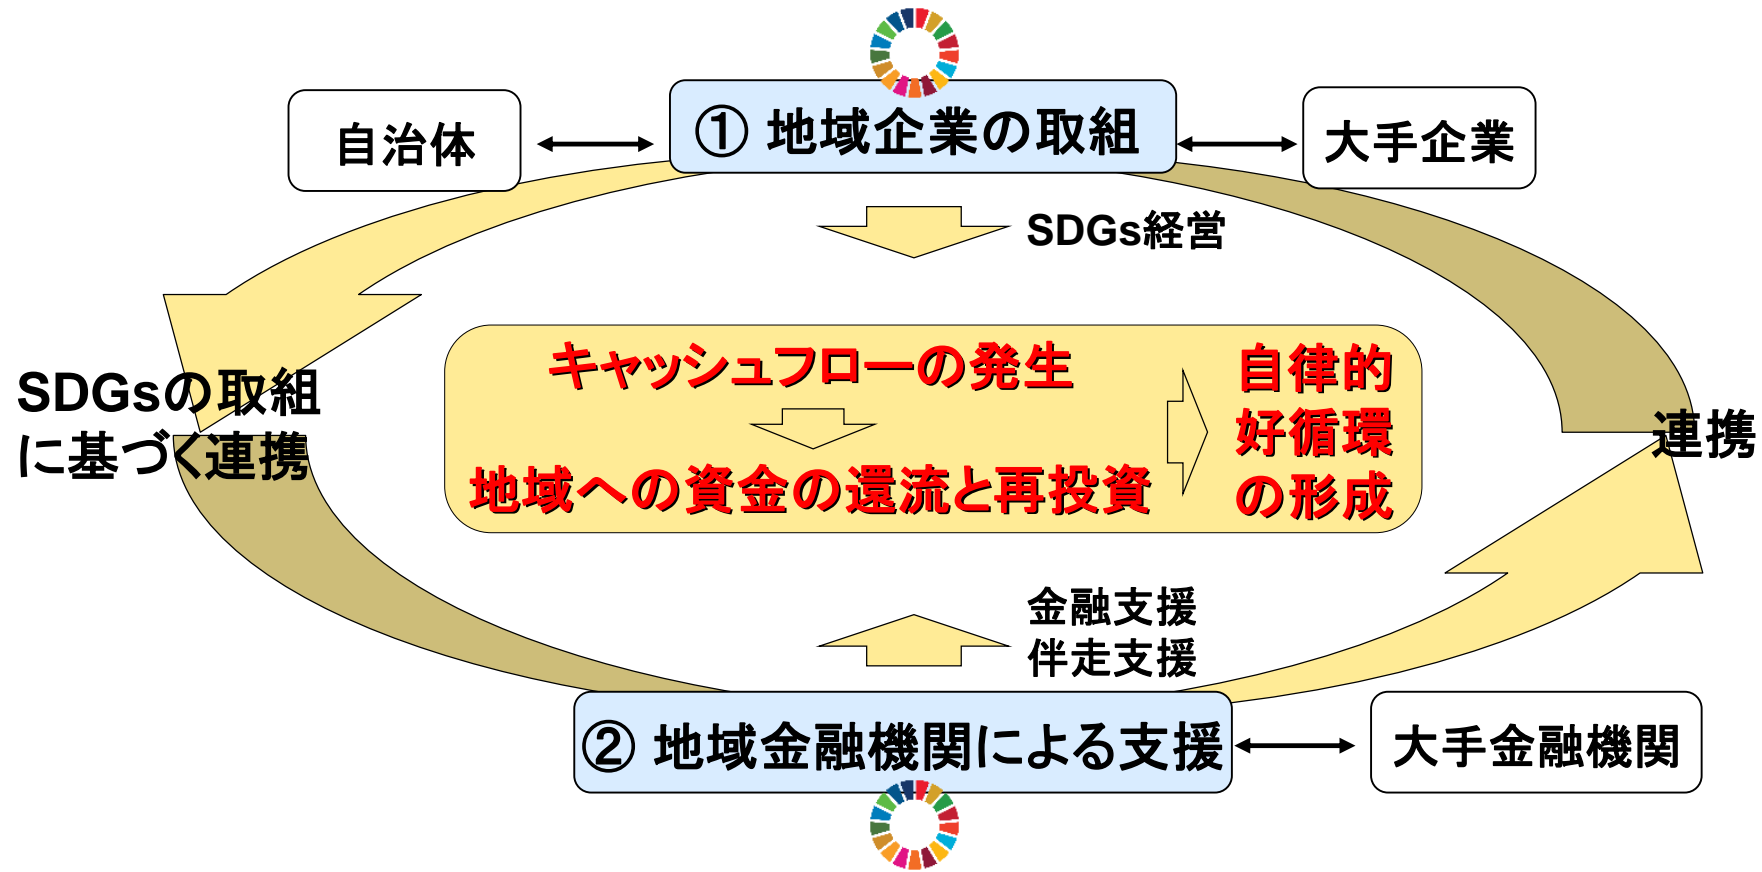 自治体
① 地域企業の取組
大手企業
SDGs経営
キャッシュフローの発生
地域への資金の還流と再投資
自律的
好循環
の形成
SDGsの取組
に基づく連携
連携
金融支援
伴走支援
② 地域金融機関による支援
大手金融機関